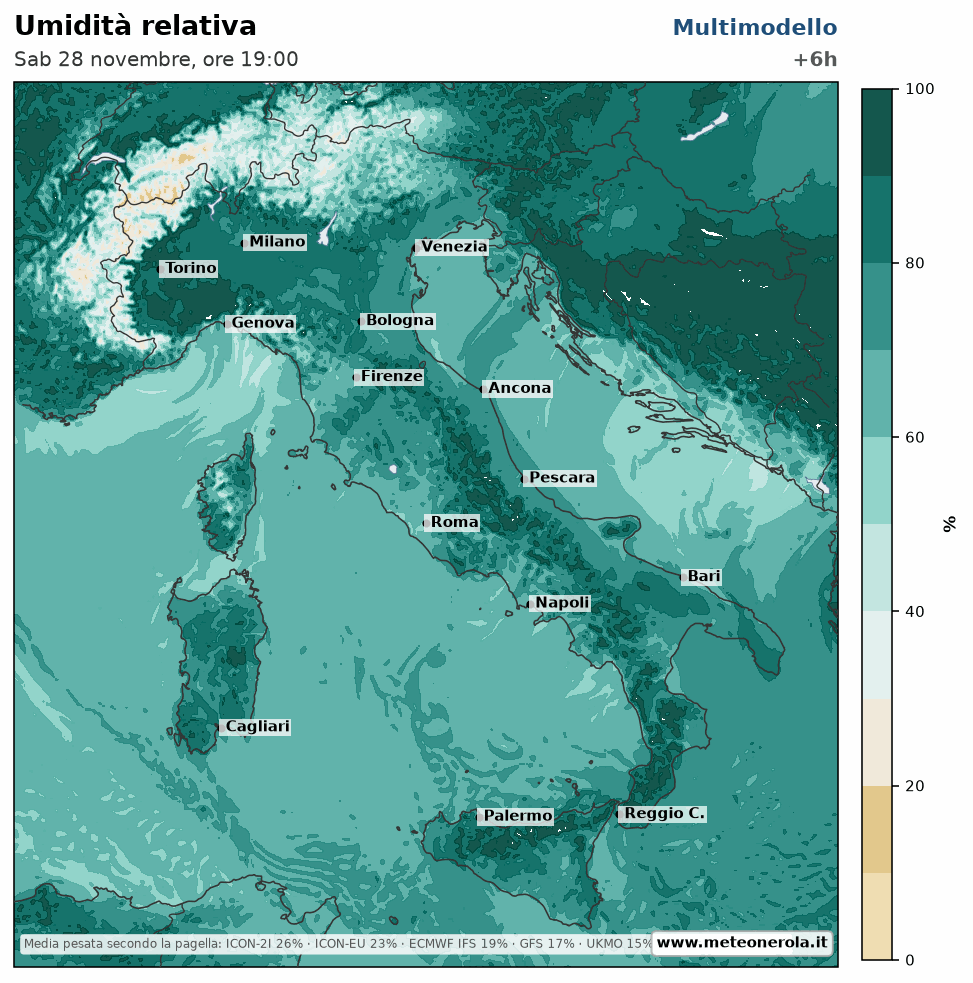 Umidità relativa
Multimodello
Sab 28 novembre, ore 19:00
+6h
100
80
60
40
20
0
%
Milano
Venezia
Torino
Genova
Bologna
Firenze
Ancona
Pescara
Roma
Bari
Napoli
Cagliari
Palermo
Reggio C.
Media pesata secondo la pagella: ICON-2I 26% · ICON-EU 23% · ECMWF IFS 19% · GFS 17% · UKMO 15%
www.meteonerola.it